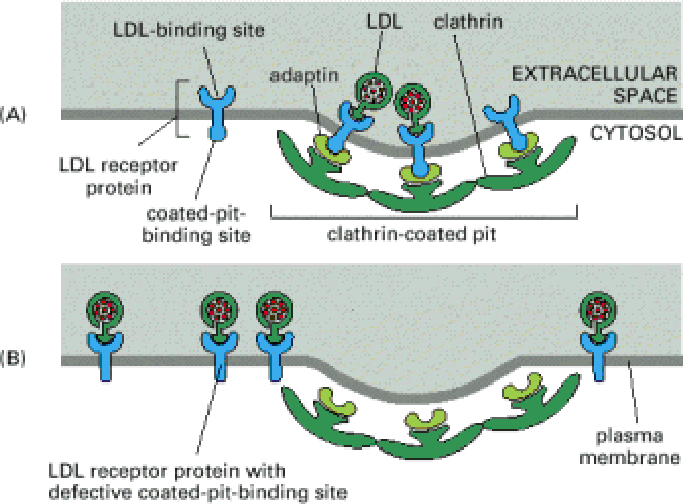 LDL-binding site
LDL
clathrin
adaptin
EXTRACELLULAR
SPACE
(A)
CYTOSOL
LDL receptor
protein
coated-pit-
binding site
clathrin-coated pit
(B)
plasma
membrane
LDL receptor protein with
defective coated-pit-binding site